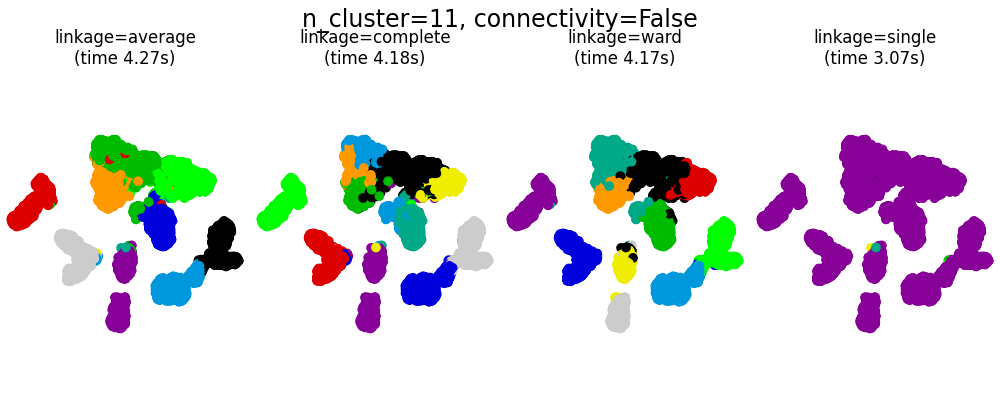 n_cluster=11, connectivity=False
linkage=average
(time 4.27s)
linkage=complete
(time 4.18s)
linkage=ward
(time 4.17s)
linkage=single
(time 3.07s)